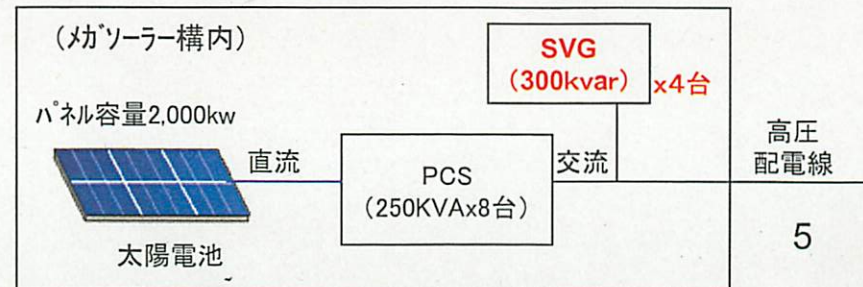 (メガソーラー構内)
SVG
(300kvar) x4台
パネル容量2,000kw
直流
PCS
(250KVAx8台)
交流
高圧
配電線
太陽電池
5